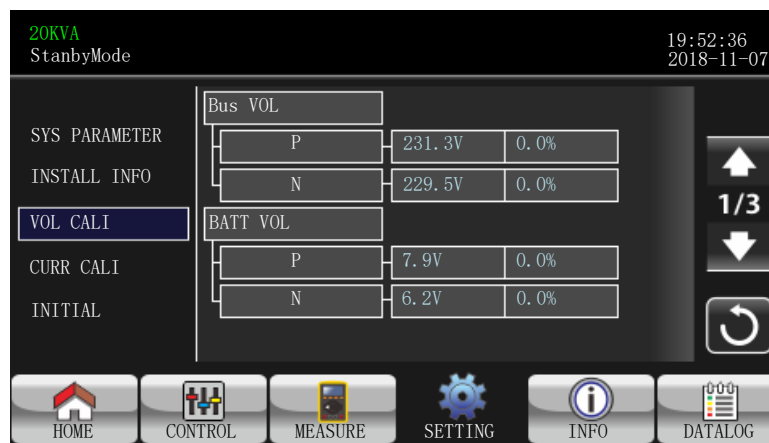 20KVA
StanbyMode
19:52:36
2018-11-07
SYS PARAMETER
INSTALL INFO
VOL CALI
CURR CALI
INITIAL
Bus VOL
P 231.3V 0.0%
N 229.5V 0.0%
BATT VOL
P 7.9V 0.0%
N 6.2V 0.0%
1/3
HOME CONTROL MEASURE SETTING INFO DATALOG